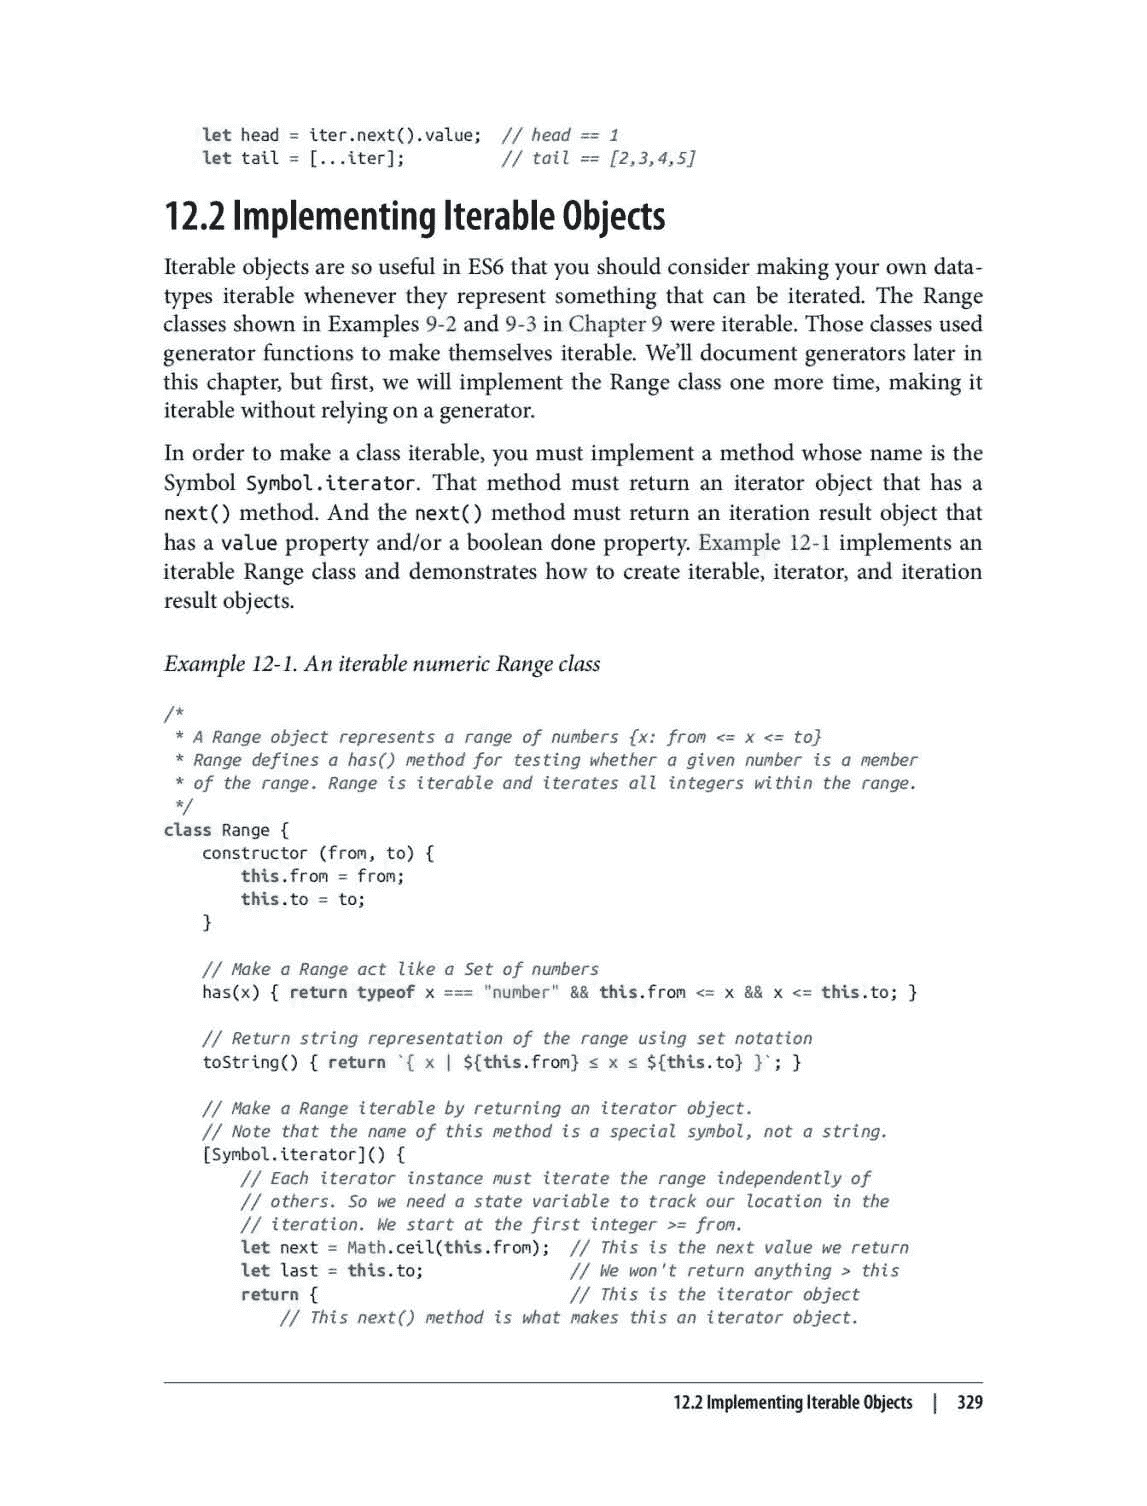 let head = iter.next().value;  // head == 1
let tail = [...iter];          // tail == [2,3,4,5]
12.2 Implementing Iterable Objects
Iterable objects are so useful in ES6 that you should consider making your own data-
types iterable whenever they represent something that can be iterated. The Range
classes shown in Examples 9-2 and 9-3 in Chapter 9 were iterable. Those classes used
generator functions to make themselves iterable. We’ll document generators later in
this chapter, but first, we will implement the Range class one more time, making it
iterable without relying on a generator.
In order to make a class iterable, you must implement a method whose name is the
Symbol Symbol.iterator. That method must return an iterator object that has a
next() method. And the next() method must return an iteration result object that
has a value property and/or a boolean done property. Example 12-1 implements an
iterable Range class and demonstrates how to create iterable, iterator, and iteration
result objects.
Example 12-1. An iterable numeric Range class
/*
 * A Range object represents a range of numbers {x: from <= x <= to}
 * Range defines a has() method for testing whether a given number is a member
 * of the range. Range is iterable and iterates all integers within the range.
 */
class Range {
    constructor (from, to) {
        this.from = from;
        this.to = to;
    }
    // Make a Range act like a Set of numbers
    has(x) { return typeof x === "number" && this.from <= x && x <= this.to; }
    // Return string representation of the range using set notation
    toString() { return `{ x | ${this.from} ≤ x ≤ ${this.to} }`; }
    // Make a Range iterable by returning an iterator object.
    // Note that the name of this method is a special symbol, not a string.
    [Symbol.iterator]() {
        // Each iterator instance must iterate the range independently of
        // others. So we need a state variable to track our location in the
        // iteration. We start at the first integer >= from.
        let next = Math.ceil(this.from);  // This is the next value we return
        let last = this.to;               // We won't return anything > this
        return {                          // This is the iterator object
            // This next() method is what makes this an iterator object.
12.2 Implementing Iterable Objects | 329